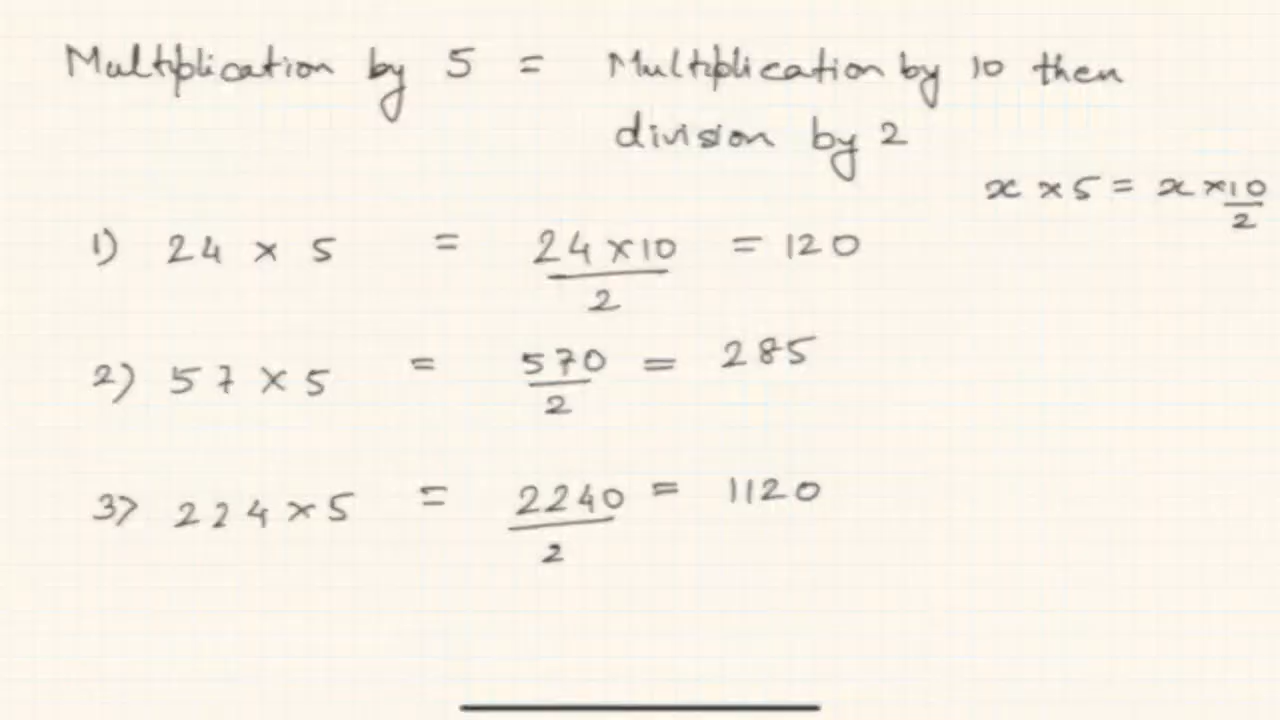 Multiplication by 5 = Multiplication by 10 then
division by 2
x × 5 = x × 10/2
1) 24 × 5 = 24 × 10/2 = 120
2) 57 × 5 = 570/2 = 285
3) 224 × 5 = 2240/2 = 1120